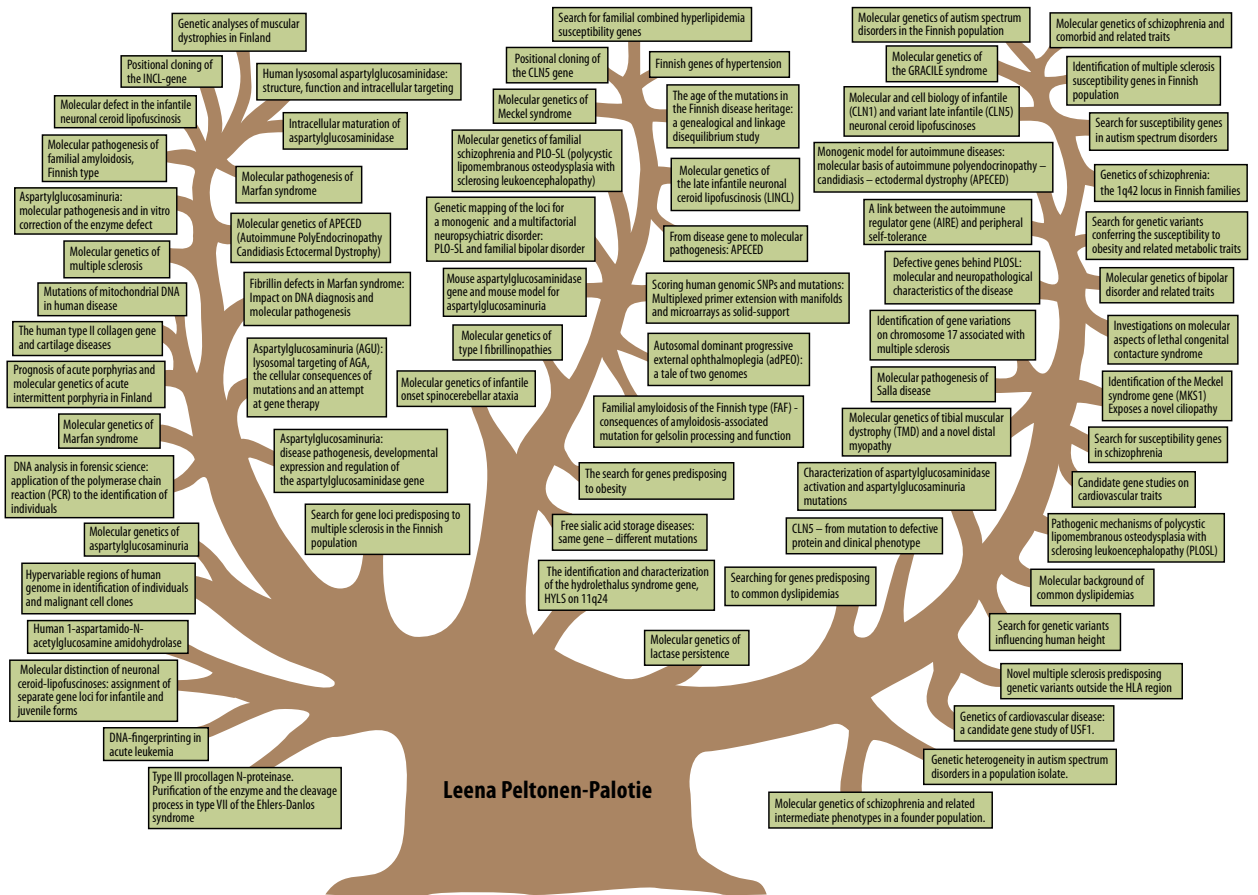 Genetic analyses of muscular
dystrophies in Finland
Positional cloning of
the INCL-gene
Human lysosomal aspartylglucosaminidase:
structure, function and intracellular targeting
Molecular defect in the infantile
neuronal ceroid lipofuscinosis
Intracellular maturation of
aspartylglucosaminidase
Molecular pathogenesis of
familial amyloidosis,
Finnish type
Molecular pathogenesis of
Marfan syndrome
Aspartylglucosaminuria:
molecular pathogenesis and in vitro
correction of the enzyme defect
Molecular genetics of APECED
(Autoimmune PolyEndocrinopathy
Candidiasis Ectocermal Dystrophy)
Molecular genetics of
multiple sclerosis
Mutations of mitochondrial DNA
in human disease
Fibrillin defects in Marfan syndrome:
Impact on DNA diagnosis and
molecular pathogenesis
The human type II collagen gene
and cartilage diseases
Aspartylglucosaminuria (AGU):
lysosomal targeting of AGA,
the cellular consequences of
mutations and an attempt
at gene therapy
Prognosis of acute porphyrias and
molecular genetics of acute
intermittent porphyria in Finland
Molecular genetics of
Marfan syndrome
Aspartylglucosaminuria:
disease pathogenesis, developmental
expression and regulation of
the aspartylglucosaminidase gene
DNA analysis in forensic science:
application of the polymerase chain
reaction (PCR) to the identification of
individuals
Search for gene loci predisposing to
multiple sclerosis in the Finnish
population
Molecular genetics of
aspartylglucosaminuria
Hypervariable regions of human
genome in identification of individuals
and malignant cell clones
Human 1-aspartamido-N-
acetylglucosamine amidohydrolase
Molecular distinction of neuronal
ceroid-lipofuscinoses: assignment of
separate gene loci for infantile and
juvenile forms
DNA-fingerprinting in
acute leukemia
Type III procollagen N-proteinase.
Purification of the enzyme and the cleavage
process in type VII of the Ehlers-Danlos
syndrome
Search for familial combined hyperlipidemia
susceptibility genes
Positional cloning of
the CLN5 gene
Finnish genes of hypertension
Molecular genetics of
Meckel syndrome
The age of the mutations in
the Finnish disease heritage:
a genealogical and linkage
disequilibrium study
Molecular genetics of familial
schizophrenia and PLO-SL (polycystic
lipomembranous osteodysplasia with
sclerosing leukoencephalopathy)
Molecular genetics of
the late infantile neuronal
ceroid lipofuscinosis (LINCL)
Genetic mapping of the loci for
a monogenic and a multifactorial
neuropsychiatric disorder:
PLO-SL and familial bipolar disorder
From disease gene to molecular
pathogenesis: APECED
Mouse aspartylglucosaminidase
gene and mouse model for
aspartylglucosaminuria
Scoring human genomic SNPs and mutations:
Multiplexed primer extension with manifolds
and microarrays as solid-support
Molecular genetics of
type I fibrillinopathies
Autosomal dominant progressive
external ophthalmoplegia (adPEO):
a tale of two genomes
Molecular genetics of infantile
onset spinocerebellar ataxia
Familial amyloidosis of the Finnish type (FAF) -
consequences of amyloidosis-associated
mutation for gelsolin processing and function
The search for genes predisposing
to obesity
Free sialic acid storage diseases:
same gene – different mutations
The identification and characterization
of the hydrolethalus syndrome gene,
HYLS on 11q24
Molecular genetics of
lactase persistence
Molecular genetics of autism spectrum
disorders in the Finnish population
Molecular genetics of schizophrenia and
comorbid and related traits
Molecular genetics of
the GRACILE syndrome
Identification of multiple sclerosis
susceptibility genes in Finnish
population
Molecular and cell biology of infantile
(CLN1) and variant late infantile (CLN5)
neuronal ceroid lipofuscinoses
Search for susceptibility genes
in autism spectrum disorders
Monogenic model for autoimmune diseases:
molecular basis of autoimmune polyendocrinopathy –
candidiasis – ectodermal dystrophy (APECED)
Genetics of schizophrenia:
the 1q42 locus in Finnish families
A link between the autoimmune
regulator gene (AIRE) and peripheral
self-tolerance
Search for genetic variants
conferring the susceptibility to
obesity and related metabolic traits
Defective genes behind PLOSL:
molecular and neuropathological
characteristics of the disease
Molecular genetics of bipolar
disorder and related traits
Identification of gene variations
on chromosome 17 associated with
multiple sclerosis
Investigations on molecular
aspects of lethal congenital
contacture syndrome
Molecular pathogenesis of
Salla disease
Identification of the Meckel
syndrome gene (MKS1)
Exposes a novel ciliopathy
Molecular genetics of tibial muscular
dystrophy (TMD) and a novel distal
myopathy
Search for susceptibility genes
in schizophrenia
Characterization of aspartylglucosaminidase
activation and aspartylglucosaminuria
mutations
Candidate gene studies on
cardiovascular traits
CLN5 – from mutation to defective
protein and clinical phenotype
Pathogenic mechanisms of polycystic
lipomembranous osteodysplasia with
sclerosing leukoencephalopathy (PLOSL)
Searching for genes predisposing
to common dyslipidemias
Molecular background of
common dyslipidemias
Search for genetic variants
influencing human height
Novel multiple sclerosis predisposing
genetic variants outside the HLA region
Genetics of cardiovascular disease:
a candidate gene study of USF1.
Genetic heterogeneity in autism spectrum
disorders in a population isolate.
Molecular genetics of schizophrenia and related
intermediate phenotypes in a founder population.
Leena Peltonen-Palotie